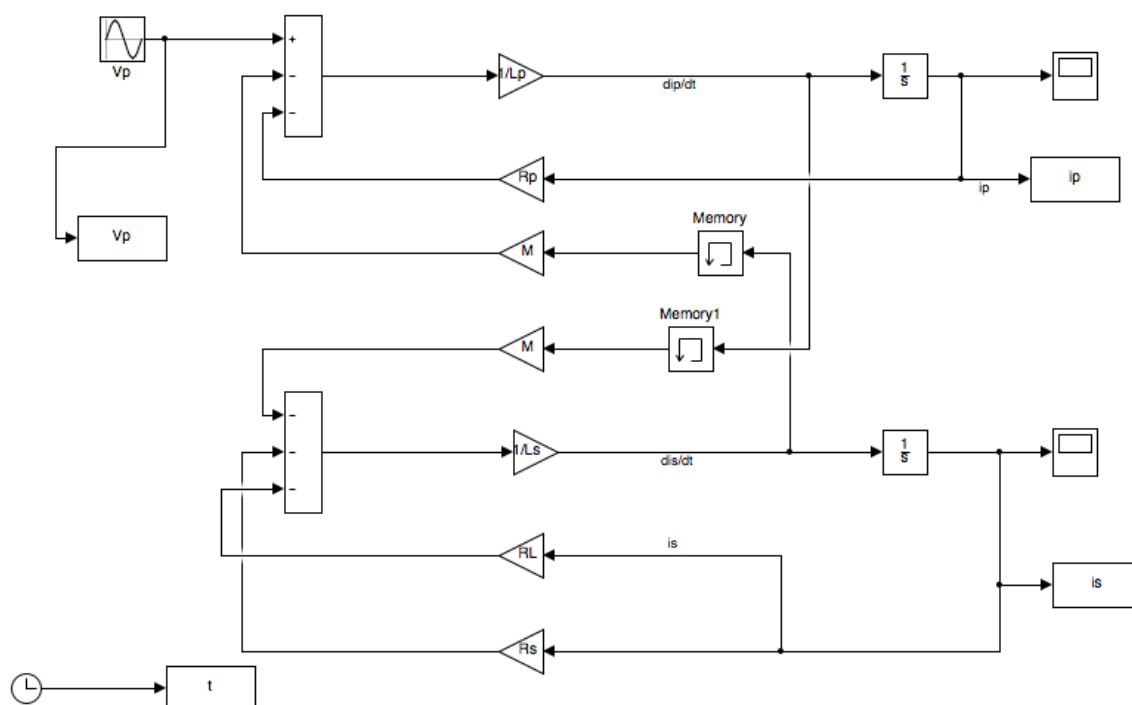 Vp
+
−
−
1/Lp
dip/dt
1
s
Rp
ip
ip
Vp
Memory
M
Memory1
M
−
−
−
1/Ls
dis/dt
1
s
RL
is
is
Rs
t